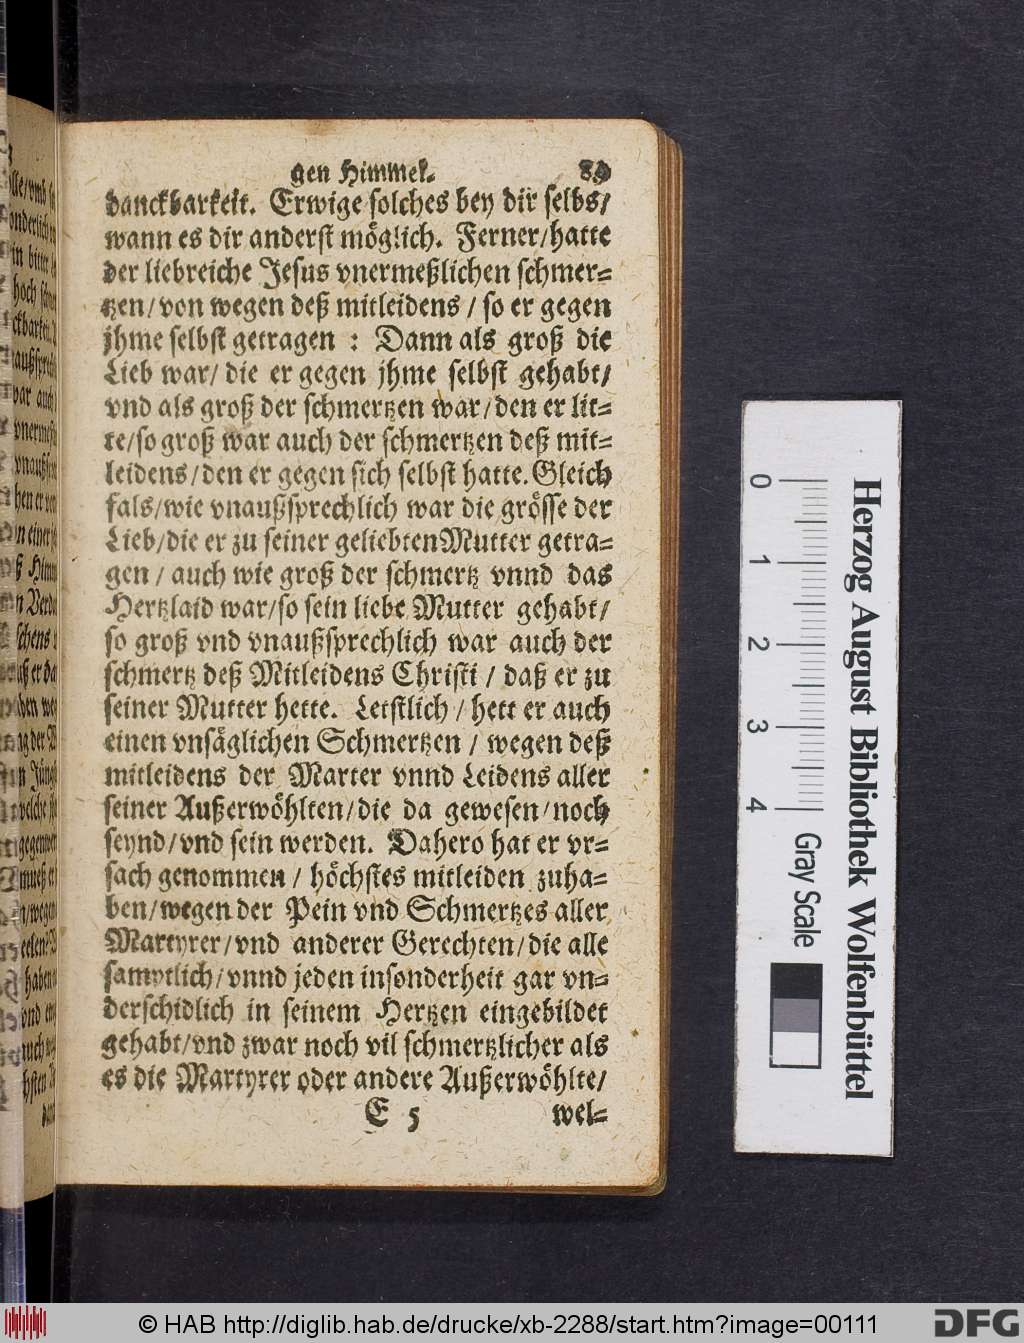 gen Himmel.
danckbarkeit. Erwige solches bey dir selbs/
wann es dir anderst möglich. Ferner/hatte
der liebreiche Jesus vnermeßlichen schmer⸗
tzen/von wegen deß mitleidens / so er gegen
jhme selbst getragen : Dann als groß die
Lieb war/ die er gegen jhme selbst gehabt/
vnd als groß der schmertzen war/den er lit⸗
te/so groß war auch der schmertzen deß mit⸗
leidens/den er gegen sich selbst hatte. Gleich
fals/wie vnaußsprechlich war die grösse der
Lieb/die er zu seiner geliebten Mutter getra⸗
gen / auch wie groß der schmertz vnnd das
Hertzlaid war/so sein liebe Mutter gehabt/
so groß vnd vnaußsprechlich war auch der
schmertz deß Mitleidens Christi / daß er zu
seiner Mutter hette. Letstlich / hett er auch
einen vnsäglichen Schmertzen / wegen deß
mitleidens der Marter vnnd Leidens aller
seiner Außerwöhlten/die da gewesen/noch
seynd/vnd sein werden. Dahero hat er vr⸗
sach genommen / höchstes mitleiden zuha⸗
ben/wegen der Pein vnd Schmertzes aller
Martyrer/vnd anderer Gerechten/die alle
samptlich/vnnd jeden insonderheit gar vn⸗
derschidlich in seinem Hertzen eingebildet
gehabt/vnd zwar noch vil schmertzlicher als
es die Martyrer oder andere Außerwöhlte/
E 5 wel⸗
0 1 2 3 4
Gray Scale
Herzog August Bibliothek Wolfenbüttel
© HAB http://diglib.hab.de/drucke/xb-2288/start.htm?image=00111
DFG